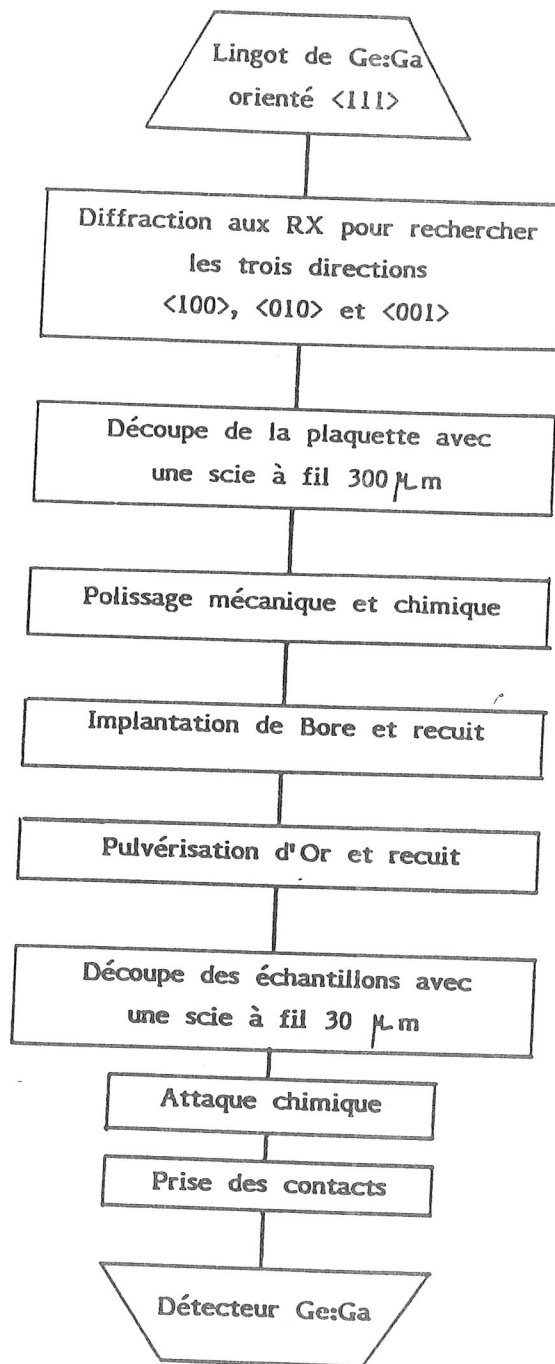 Lingot de Ge:Ga
orienté <111>
Diffraction aux RX pour rechercher
les trois directions
<100>, <010> et <001>
Découpe de la plaquette avec
une scie à fil 300 µm
Polissage mécanique et chimique
Implantation de Bore et recuit
Pulvérisation d'Or et recuit
Découpe des échantillons avec
une scie à fil 30 µm
Attaque chimique
Prise des contacts
Détecteur Ge:Ga